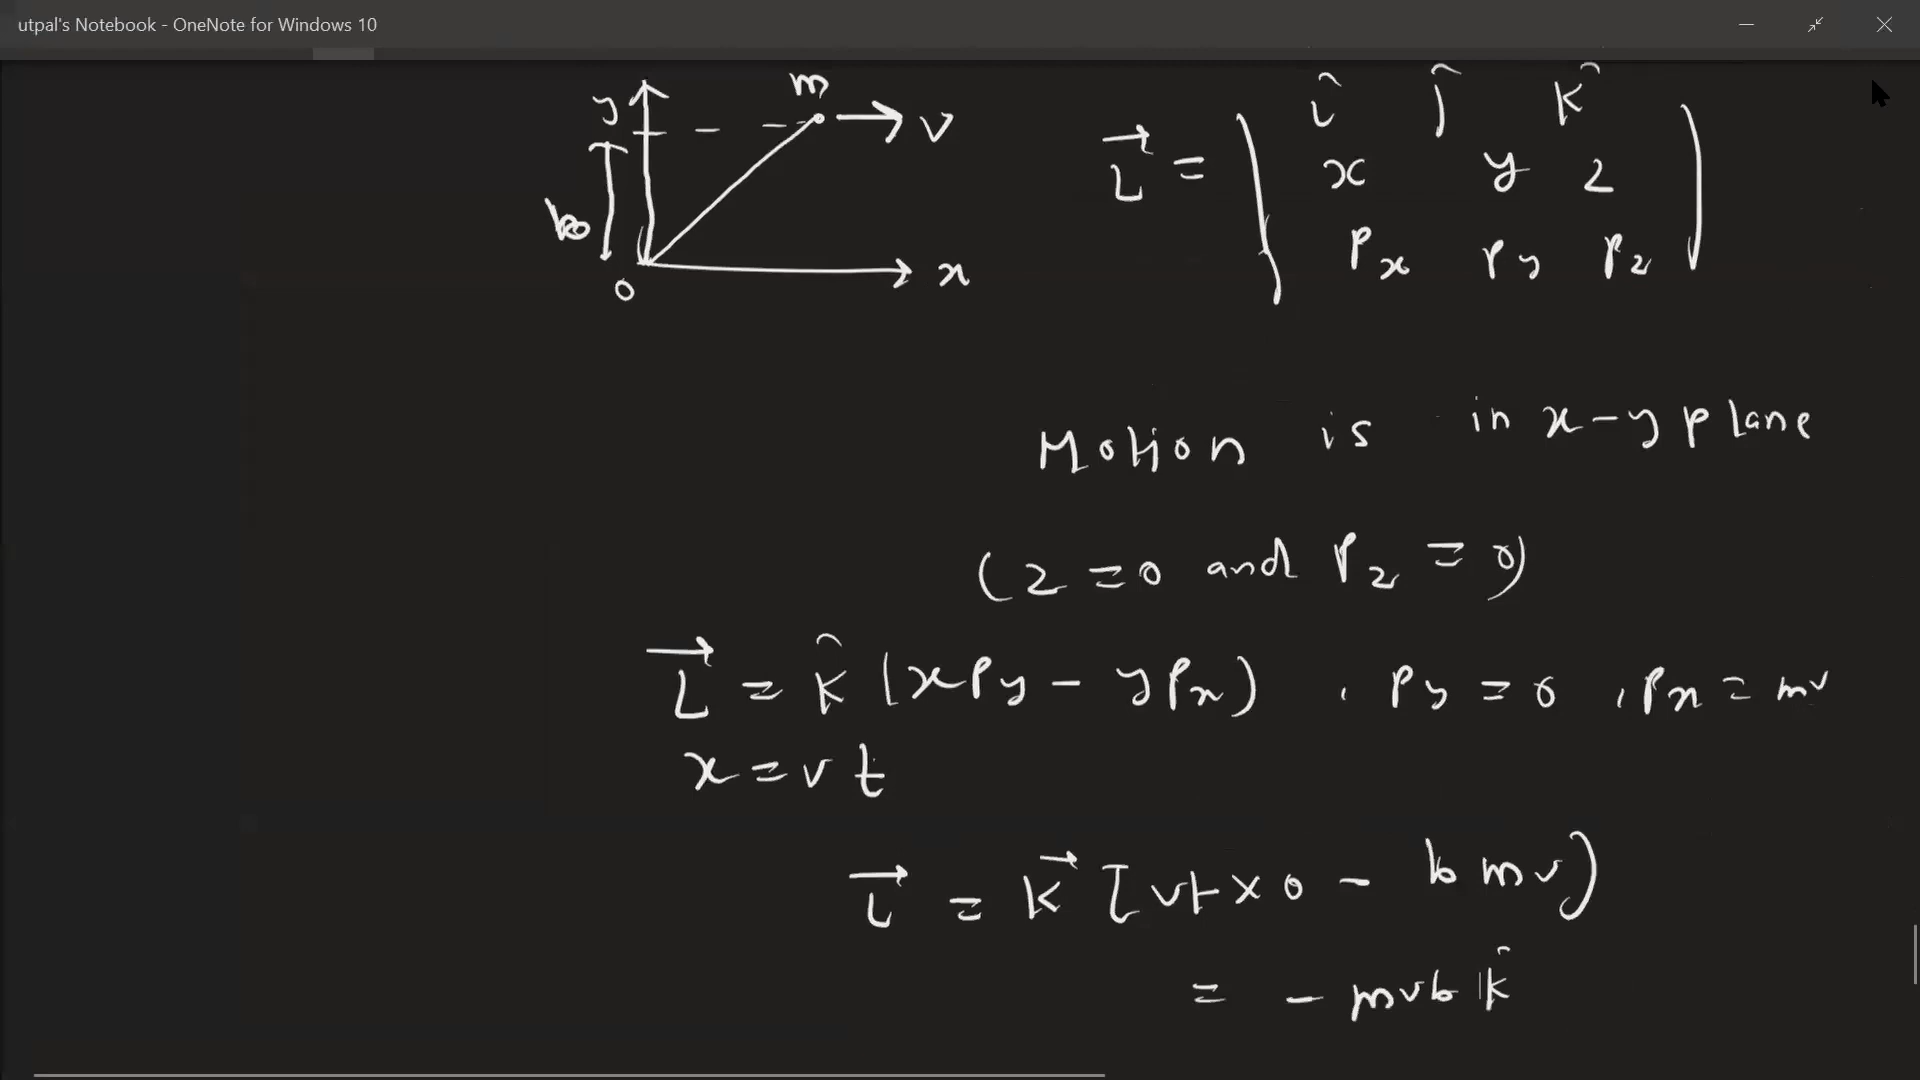 utpal's Notebook - OneNote for Windows 10
y m v
b
o x
î ĵ k̂
L⃗ = | x y z |
Px Py Pz
Motion is in x-y plane
(z = 0 and Pz = 0)
L⃗ = k̂ (xPy - yPx) , Py = 0 , Px = mv
x = vt
L⃗ = k⃗ [vt x 0 - bmv)
= - mvb k̂